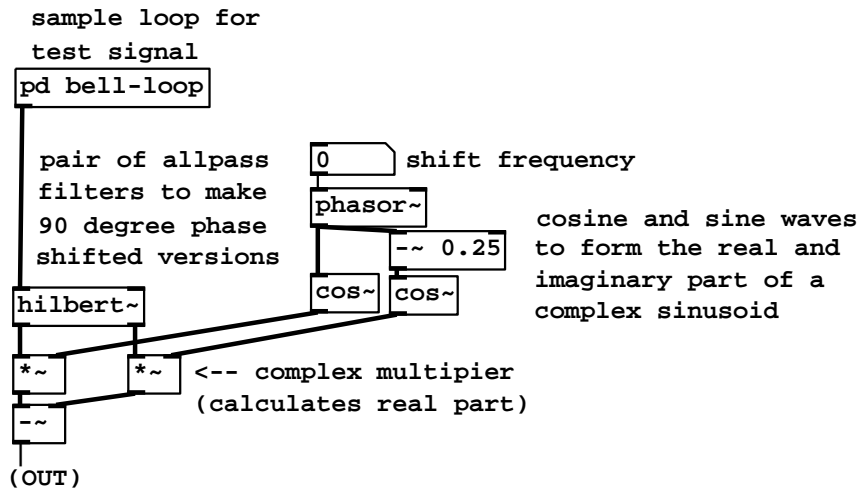 sample loop for
test signal
pd bell-loop
pair of allpass
filters to make
90 degree phase
shifted versions
0
shift frequency
phasor~
-~ 0.25
cos~
cos~
cosine and sine waves
to form the real and
imaginary part of a
complex sinusoid
hilbert~
*~
*~
<-- complex multipier
(calculates real part)
-~
(OUT)